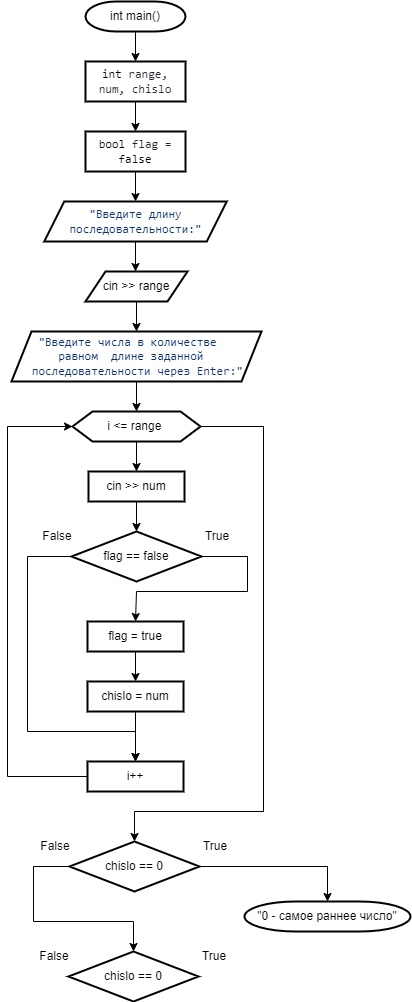 int main()
int range,
num, chislo
bool flag =
false
"Введите длину
последовательности:"
cin >> range
"Введите числа в количестве
равном длине заданной
последовательности через Enter:"
i <= range
cin >> num
False
True
flag == false
flag = true
chislo = num
i++
False
True
chislo == 0
"0 - самое раннее число"
False
True
chislo == 0